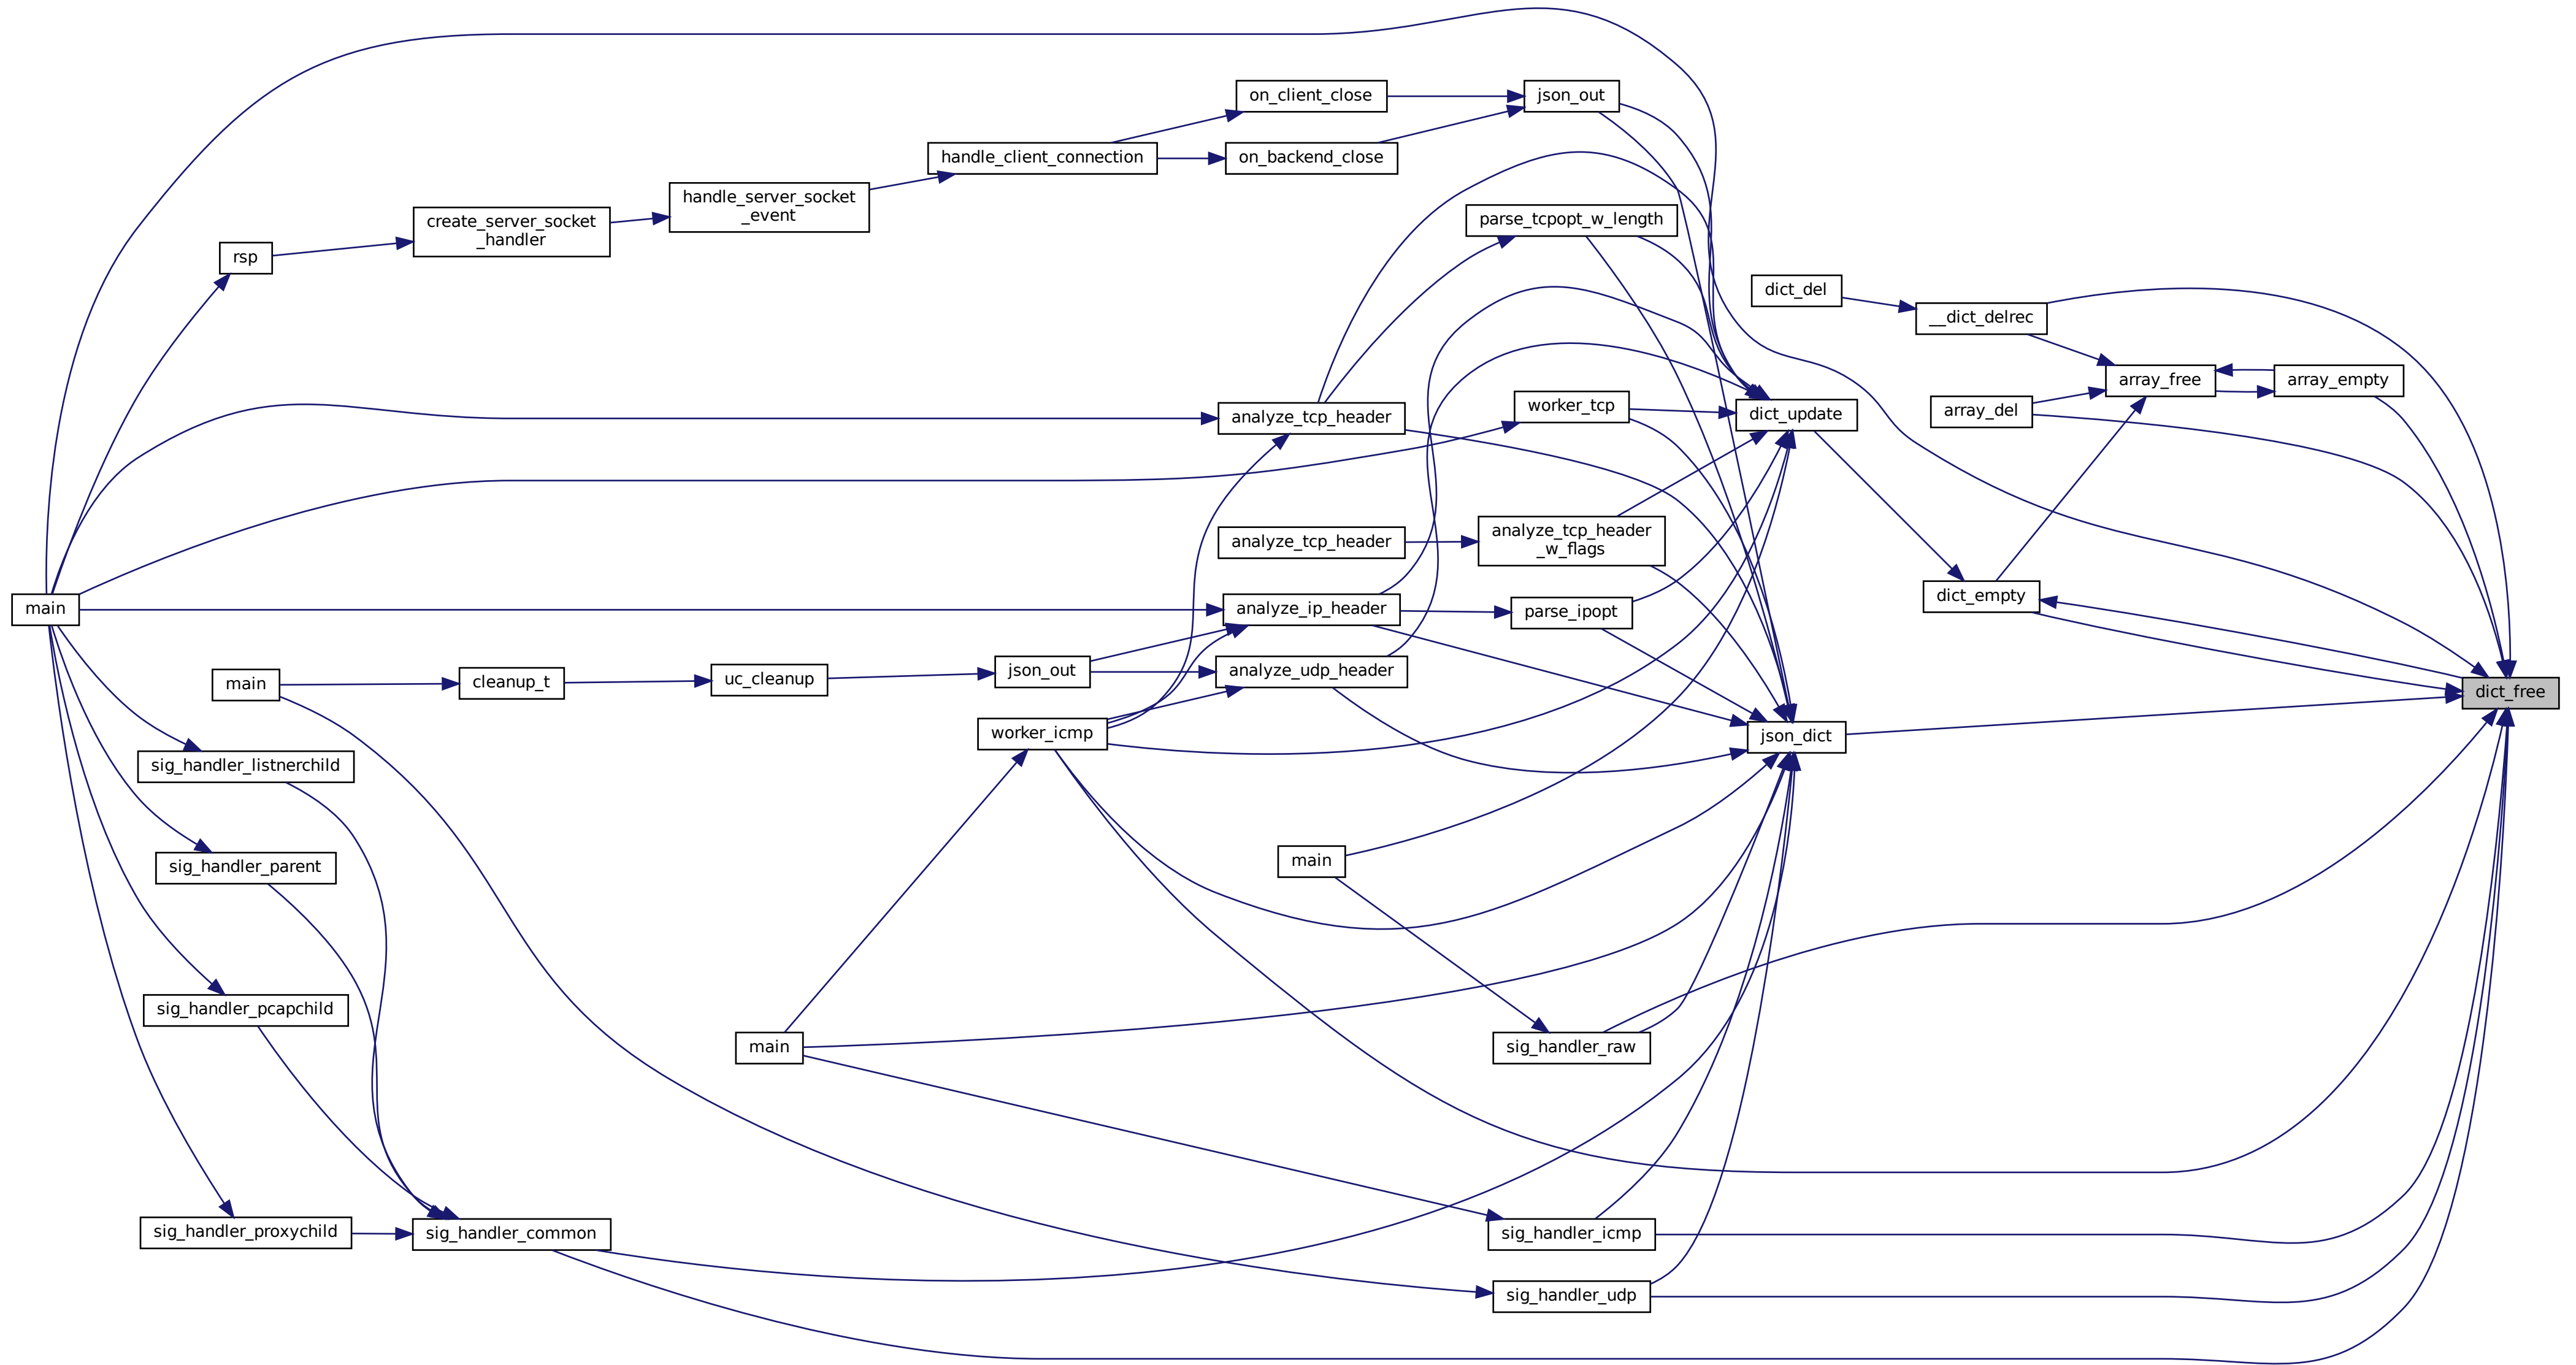 on_client_close
json_out
handle_client_connection
on_backend_close
handle_server_socket
_event
create_server_socket
_handler
parse_tcpopt_w_length
rsp
dict_del
__dict_delrec
array_free
array_empty
array_del
analyze_tcp_header
worker_tcp
dict_update
analyze_tcp_header
analyze_tcp_header
_w_flags
main
analyze_ip_header
parse_ipopt
dict_empty
main
cleanup_t
uc_cleanup
json_out
analyze_udp_header
dict_free
worker_icmp
json_dict
sig_handler_listnerchild
sig_handler_parent
main
sig_handler_pcapchild
main
sig_handler_raw
sig_handler_proxychild
sig_handler_common
sig_handler_icmp
sig_handler_udp